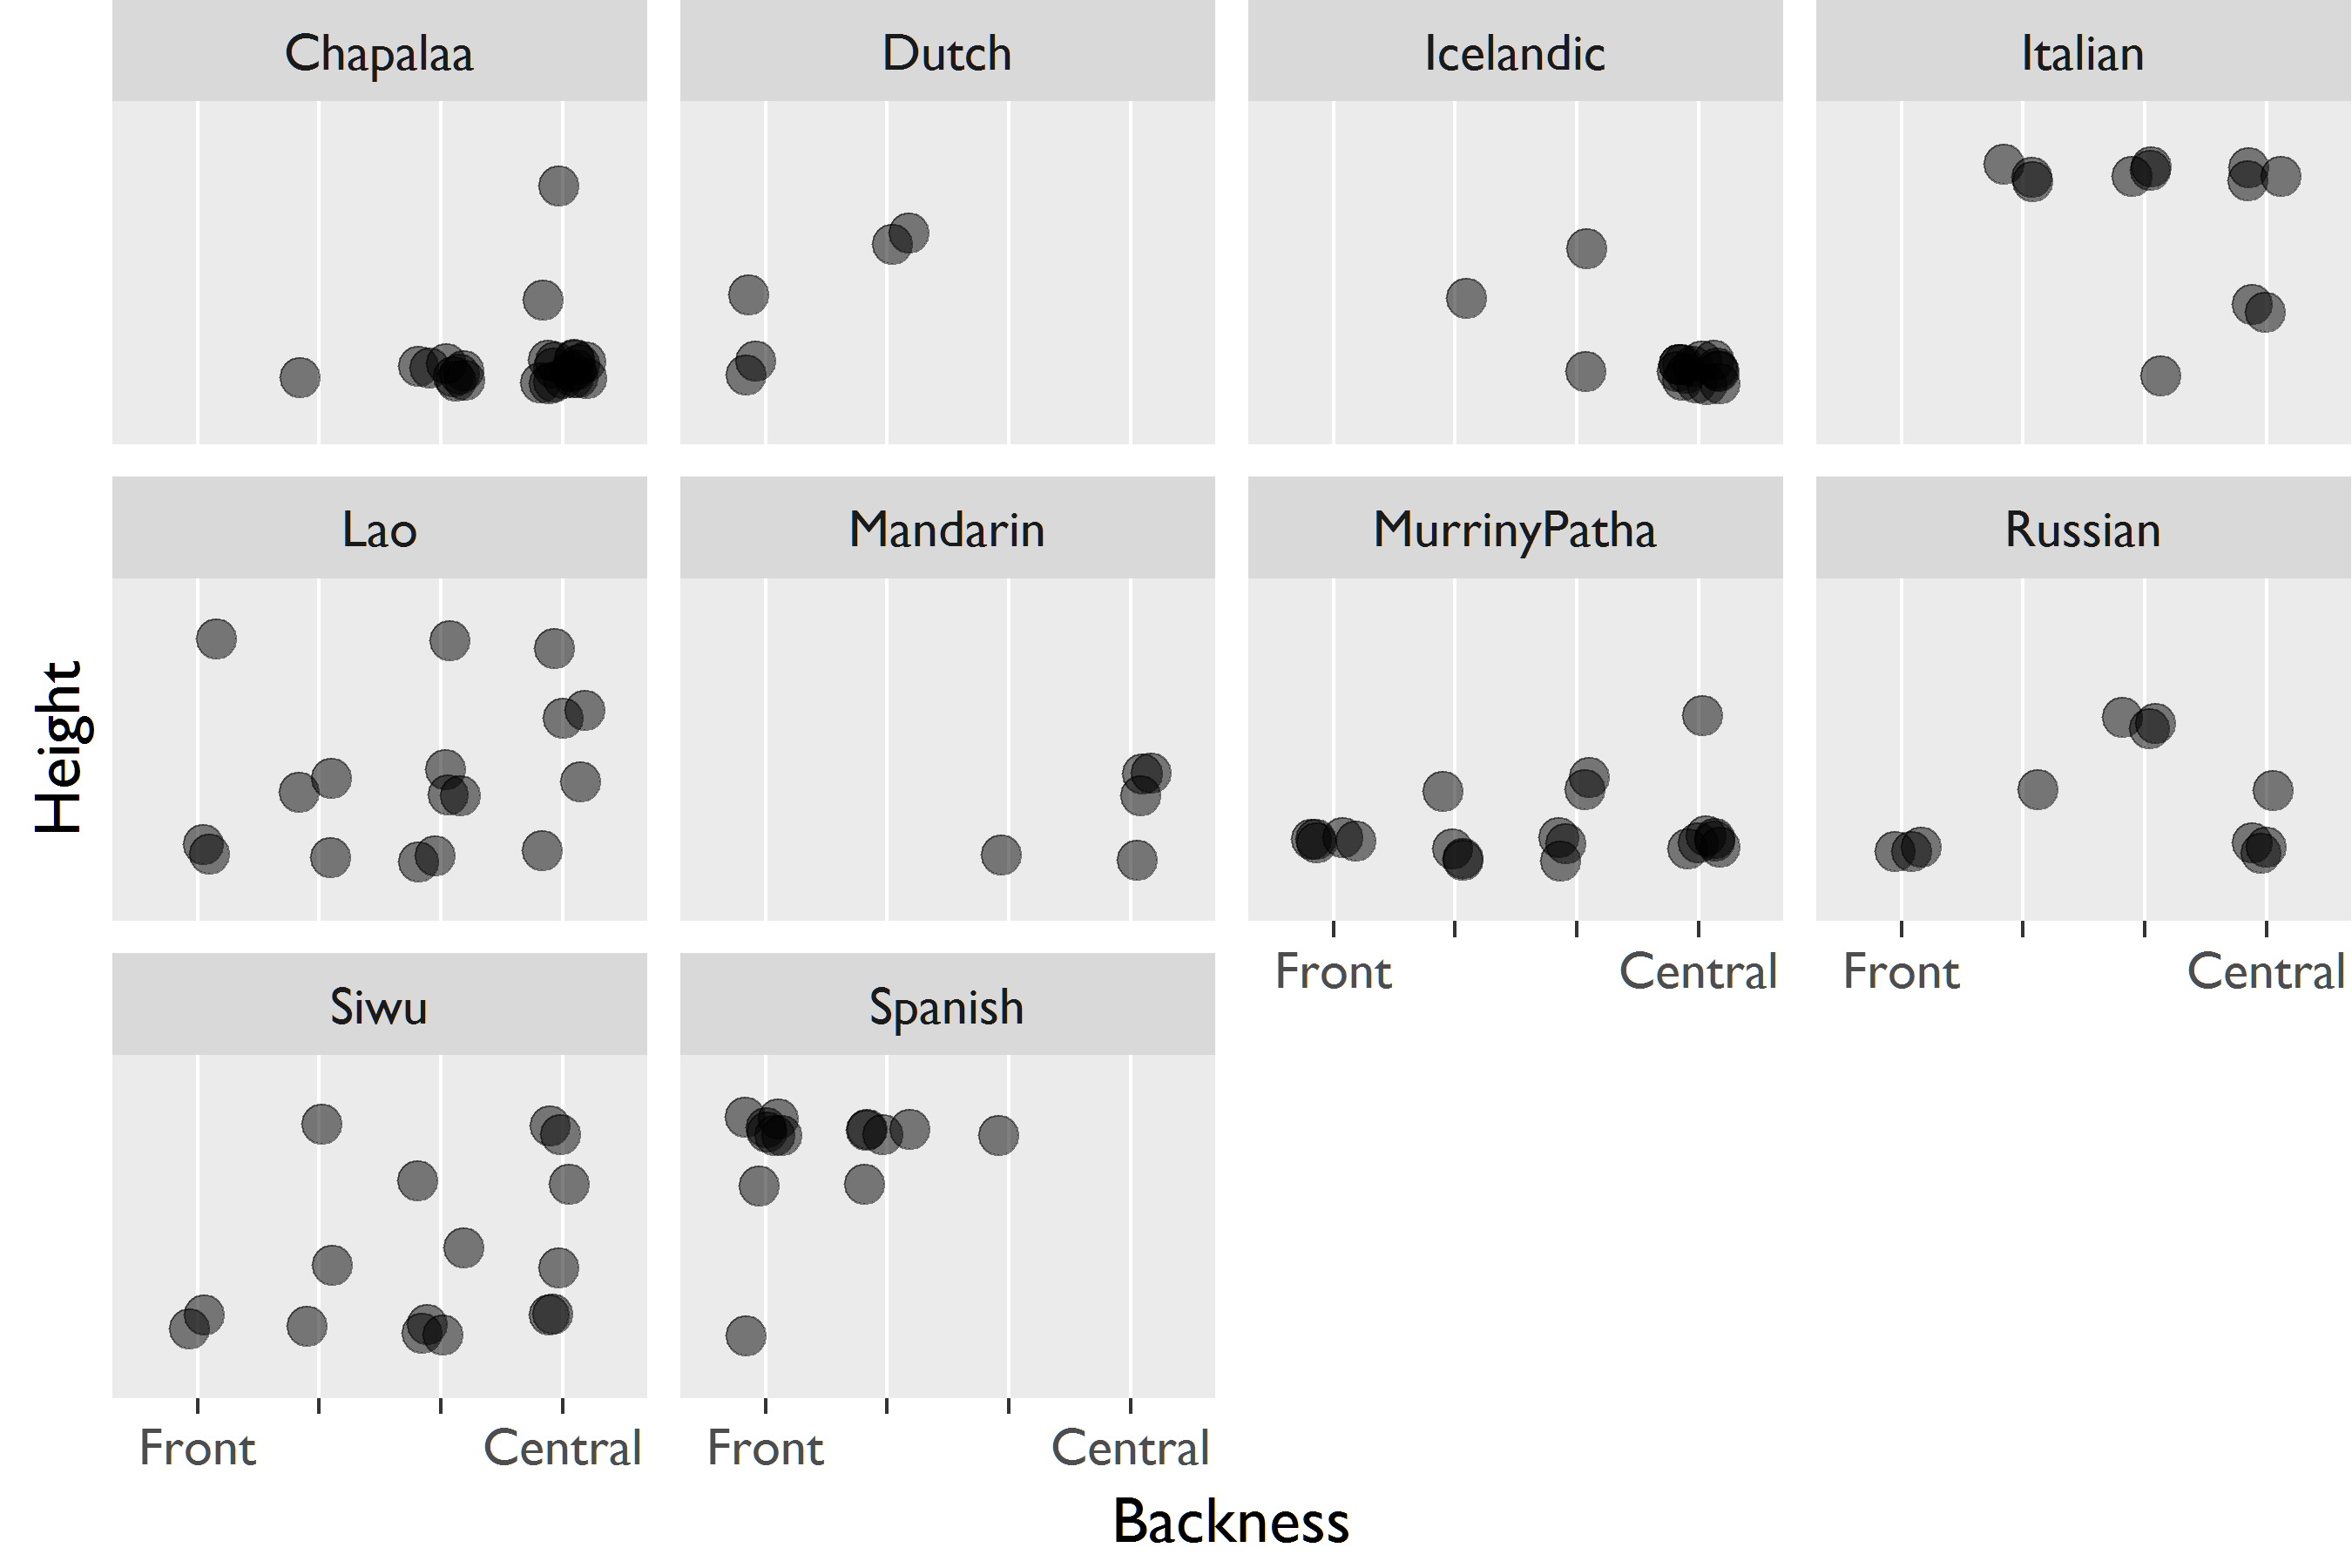 Chapalaa
Dutch
Icelandic
Italian
Lao
Mandarin
MurrinyPatha
Russian
Height
Front
Central
Front
Central
Siwu
Spanish
Front
Central
Front
Central
Backness